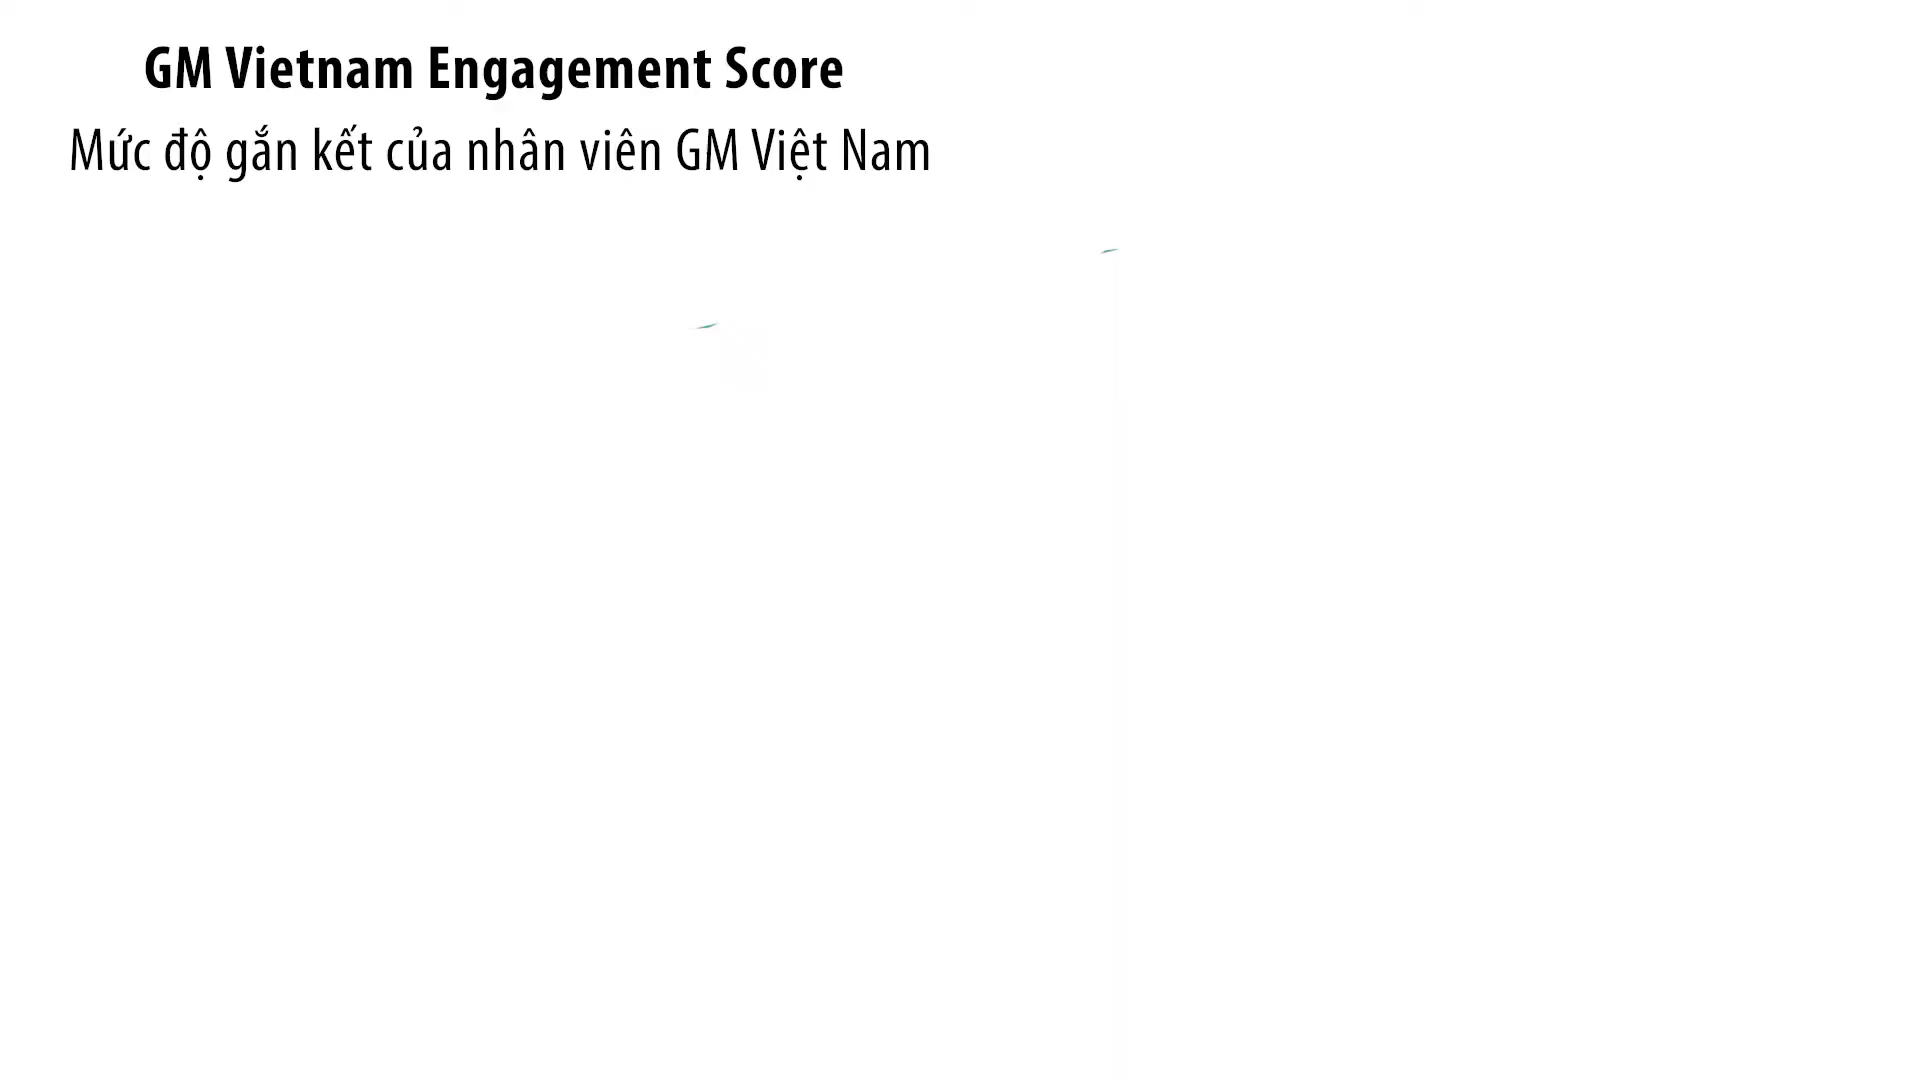 GM Vietnam Engagement Score
Mức độ gắn kết của nhân viên GM Việt Nam